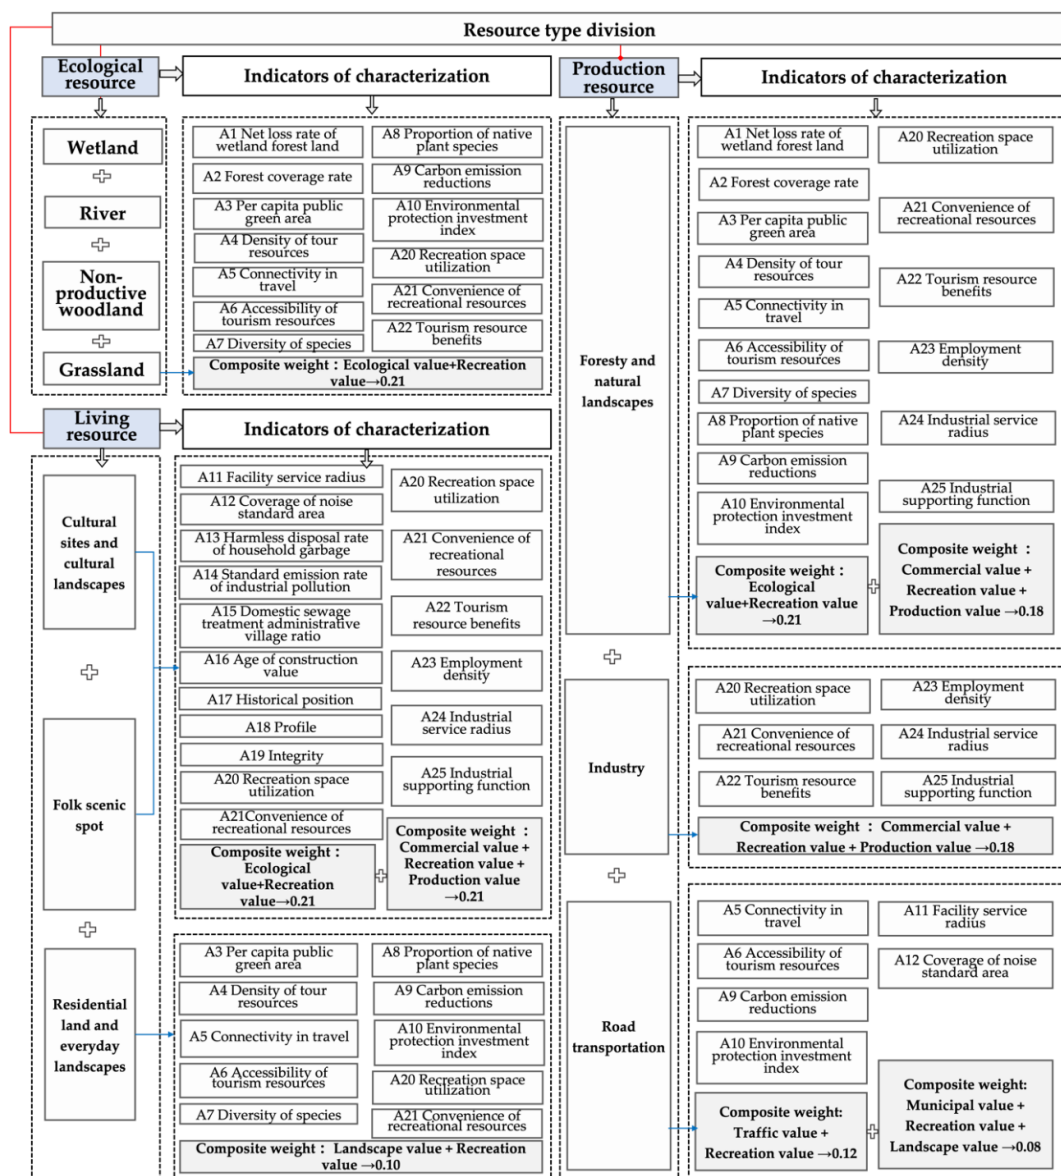 Resource type division
Ecological
resource
Indicators of characterization
Wetland
River
Non-
productive
woodland
Grassland
A1 Net loss rate of
wetland forest land
A2 Forest coverage rate
A3 Per capita public
green area
A4 Density of tour
resources
A5 Connectivity in
travel
A6 Accessibility of
tourism resources
A7 Diversity of species
A8 Proportion of native
plant species
A9 Carbon emission
reductions
A10 Environmental
protection investment
index
A20 Recreation space
utilization
A21 Convenience of
recreational resources
A22 Tourism resource
benefits
Composite weight：Ecological value+Recreation
value→0.21
Living
resource
Indicators of characterization
Cultural
sites and
cultural
landscapes
Folk scenic
spot
Residential
land and
everyday
landscapes
A11 Facility service radius
A12 Coverage of noise
standard area
A13 Harmless disposal rate
of household garbage
A14 Standard emission rate
of industrial pollution
A15 Domestic sewage
treatment administrative
village ratio
A16 Age of construction
value
A17 Historical position
A18 Profile
A19 Integrity
A20 Recreation space
utilization
A21Convenience of
recreational resources
A20 Recreation space
utilization
A21 Convenience of
recreational
resources
A22 Tourism
resource benefits
A23 Employment
density
A24 Industrial
service radius
A25 Industrial
supporting function
Composite weight：
Ecological
value+Recreation
value→0.21
Composite weight：
Commercial value +
Recreation value +
Production value
→0.21
A3 Per capita public
green area
A4 Density of tour
resources
A5 Connectivity in travel
A6 Accessibility of
tourism resources
A7 Diversity of species
A8 Proportion of native
plant species
A9 Carbon emission
reductions
A10 Environmental
protection investment
index
A20 Recreation space
utilization
A21 Convenience of
recreational resources
Composite weight： Landscape value + Recreation
value →0.10
Production
resource
Indicators of characterization
Foresty and
natural
landscapes
Industry
Road
transportation
A1 Net loss rate of
wetland forest land
A2 Forest coverage rate
A3 Per capita public
green area
A4 Density of tour
resources
A5 Connectivity in
travel
A6 Accessibility of
tourism resources
A7 Diversity of species
A8 Proportion of native
plant species
A9 Carbon emission
reductions
A10 Environmental
protection investment
index
A20 Recreation space
utilization
A21 Convenience of
recreational resources
A22 Tourism resource
benefits
A23 Employment
density
A24 Industrial service
radius
A25 Industrial
supporting function
Composite weight：
Ecological
value+Recreation value
→0.21
Composite weight：
Commercial value +
Recreation value +
Production value →0.18
A20 Recreation space
utilization
A21 Convenience of
recreational resources
A22 Tourism resource
benefits
A23 Employment
density
A24 Industrial service
radius
A25 Industrial
supporting function
Composite weight： Commercial value +
Recreation value + Production value →0.18
A5 Connectivity in
travel
A6 Accessibility of
tourism resources
A9 Carbon emission
reductions
A10 Environmental
protection investment
index
A11 Facility service
radius
A12 Coverage of noise
standard area
Composite weight:
Traffic value +
Recreation value→0.12
Composite weight:
Municipal value +
Recreation value +
Landscape value→0.08